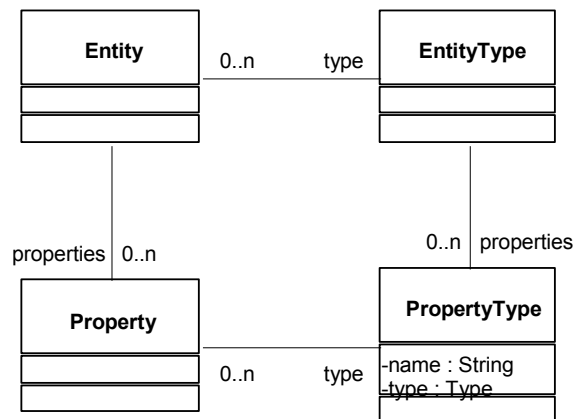 Entity
0..n type
EntityType
properties 0..n
0..n properties
Property
0..n type
PropertyType
-name : String
-type : Type